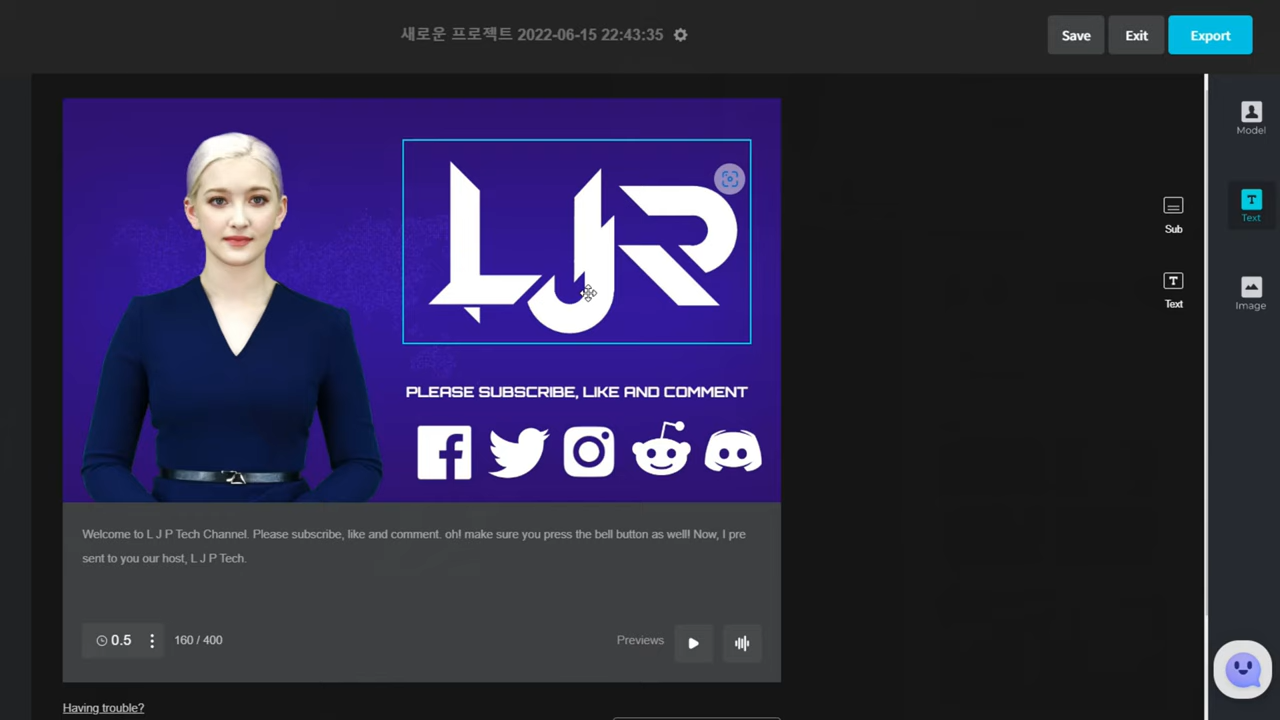 새로운 프로젝트 2022-06-15 22:43:35
Save
Exit
Export
Model
LJP
Sub
Text
Text
Image
PLEASE SUBSCRIBE, LIKE AND COMMENT
Welcome to L J P Tech Channel. Please subscribe, like and comment. oh! make sure you press the bell button as well! Now, I pre
sent to you our host, L J P Tech.
0.5
160 / 400
Previews
Having trouble?